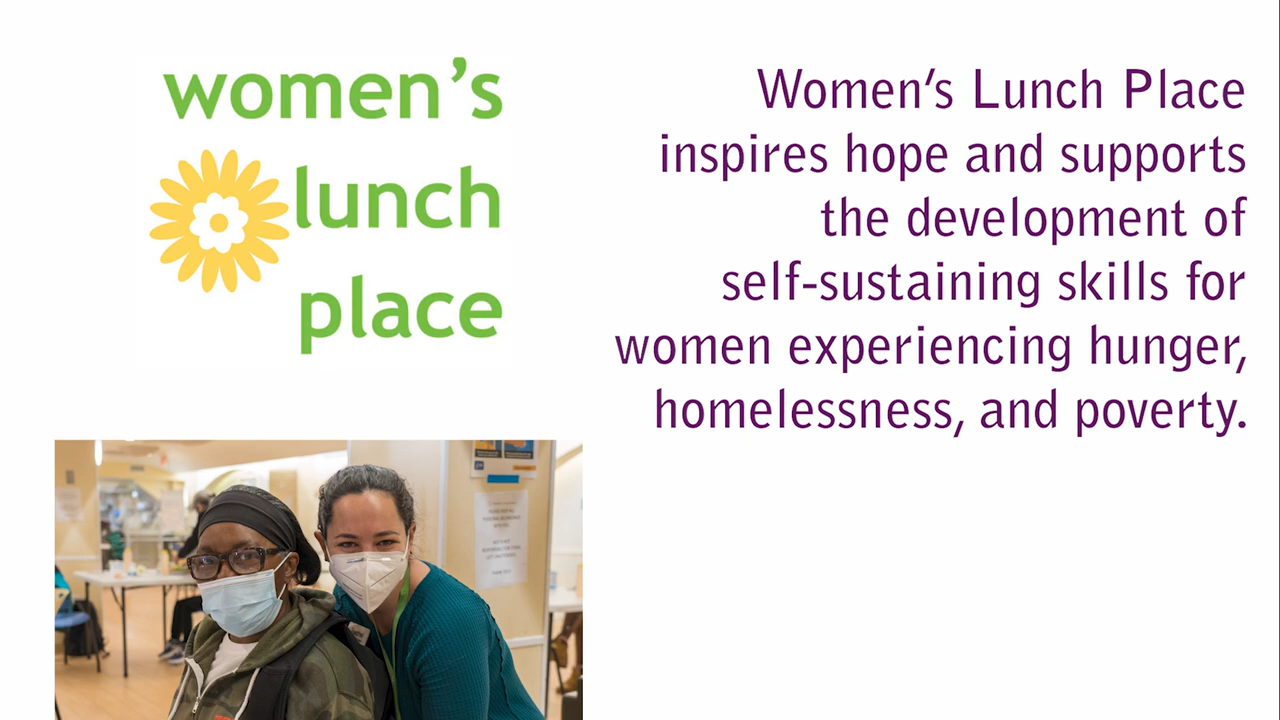 women's
lunch
place
Women's Lunch Place
inspires hope and supports
the development of
self-sustaining skills for
women experiencing hunger,
homelessness, and poverty.